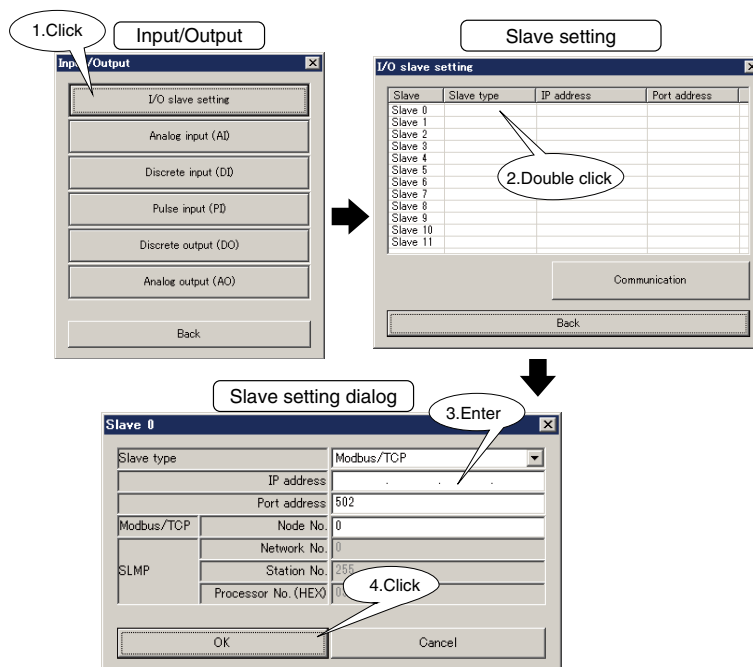 1.Click
Input/Output
Input/Output
I/O slave setting
Analog input (AI)
Discrete input (DI)
Pulse input (PI)
Discrete output (DO)
Analog output (AO)
Back
Slave setting
I/O slave setting
Slave Slave type IP address Port address
Slave 0
Slave 1
Slave 2
Slave 3
Slave 4
Slave 5
Slave 6
Slave 7
Slave 8
Slave 9
Slave 10
Slave 11
2.Double click
Communication
Back
Slave setting dialog
3.Enter
Slave 0
Slave type Modbus/TCP
IP address . . .
Port address 502
Modbus/TCP Node No. 0
SLMP
Network No. 0
Station No. 255
Processor No. (HEX)
4.Click
OK Cancel